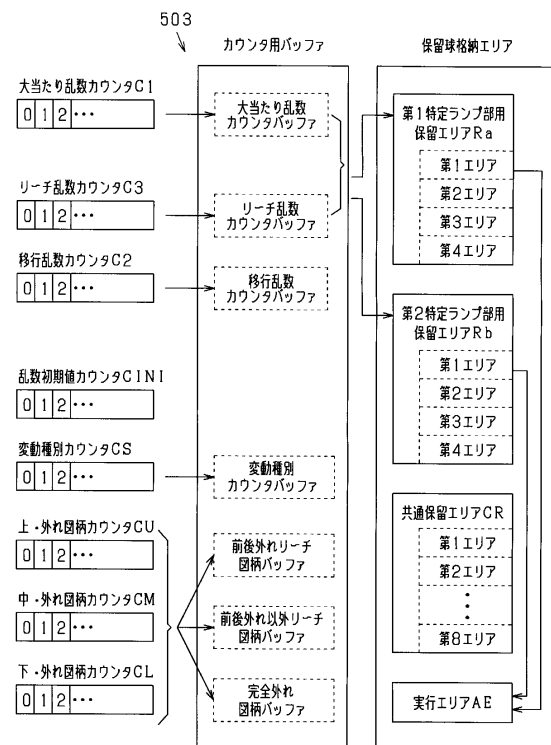 503
カウンタ用バッファ
保留球格納エリア
大当たり乱数カウンタC1
0 1 2 ・・・
大当たり乱数
カウンタバッファ
第1特定ランプ部用
保留エリアRa
第1エリア
第2エリア
第3エリア
第4エリア
リーチ乱数カウンタC3
0 1 2 ・・・
リーチ乱数
カウンタバッファ
移行乱数カウンタC2
0 1 2 ・・・
移行乱数
カウンタバッファ
第2特定ランプ部用
保留エリアRb
第1エリア
第2エリア
第3エリア
第4エリア
乱数初期値カウンタCINI
0 1 2 ・・・
変動種別カウンタCS
0 1 2 ・・・
変動種別
カウンタバッファ
上・外れ図柄カウンタCU
0 1 2 ・・・
前後外れリーチ
図柄バッファ
共通保留エリアCR
第1エリア
第2エリア
・
・
・
第8エリア
中・外れ図柄カウンタCM
0 1 2 ・・・
前後外れ以外リーチ
図柄バッファ
下・外れ図柄カウンタCL
0 1 2 ・・・
完全外れ
図柄バッファ
実行エリアAE